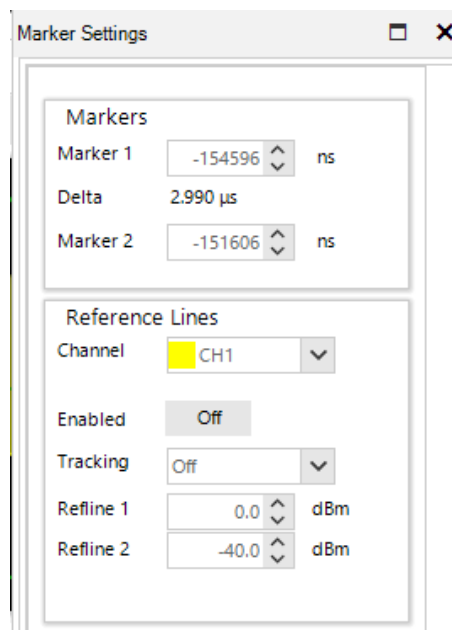 Marker Settings
Markers
Marker 1 -154596 ns
Delta 2.990 µs
Marker 2 -151606 ns
Reference Lines
Channel CH1
Enabled Off
Tracking Off
Refline 1 0.0 dBm
Refline 2 -40.0 dBm